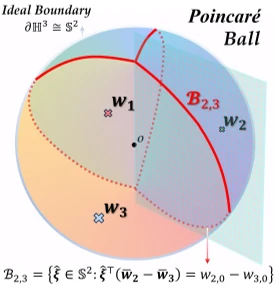 Ideal Boundary
∂ℍ³ ≅ 𝕊²
Poincaré
Ball
w₁
ℬ₂,₃
w₂
o
w₃
ℬ₂,₃ = {ξ̂ ∈ 𝕊²: ξ̂ᵀ(w̅₂ − w̅₃) = w₂,₀ − w₃,₀}